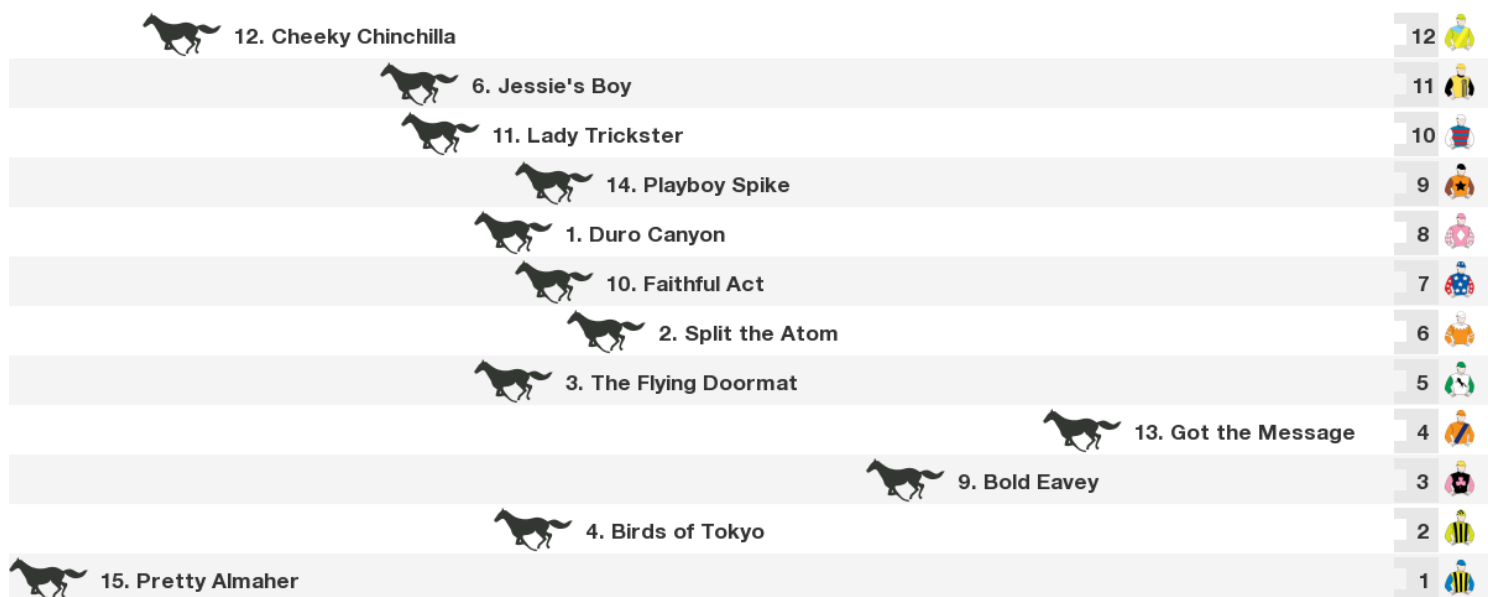 12. Cheeky Chinchilla 12
6. Jessie's Boy 11
11. Lady Trickster 10
14. Playboy Spike 9
1. Duro Canyon 8
10. Faithful Act 7
2. Split the Atom 6
3. The Flying Doormat 5
13. Got the Message 4
9. Bold Eavey 3
4. Birds of Tokyo 2
15. Pretty Almaher 1